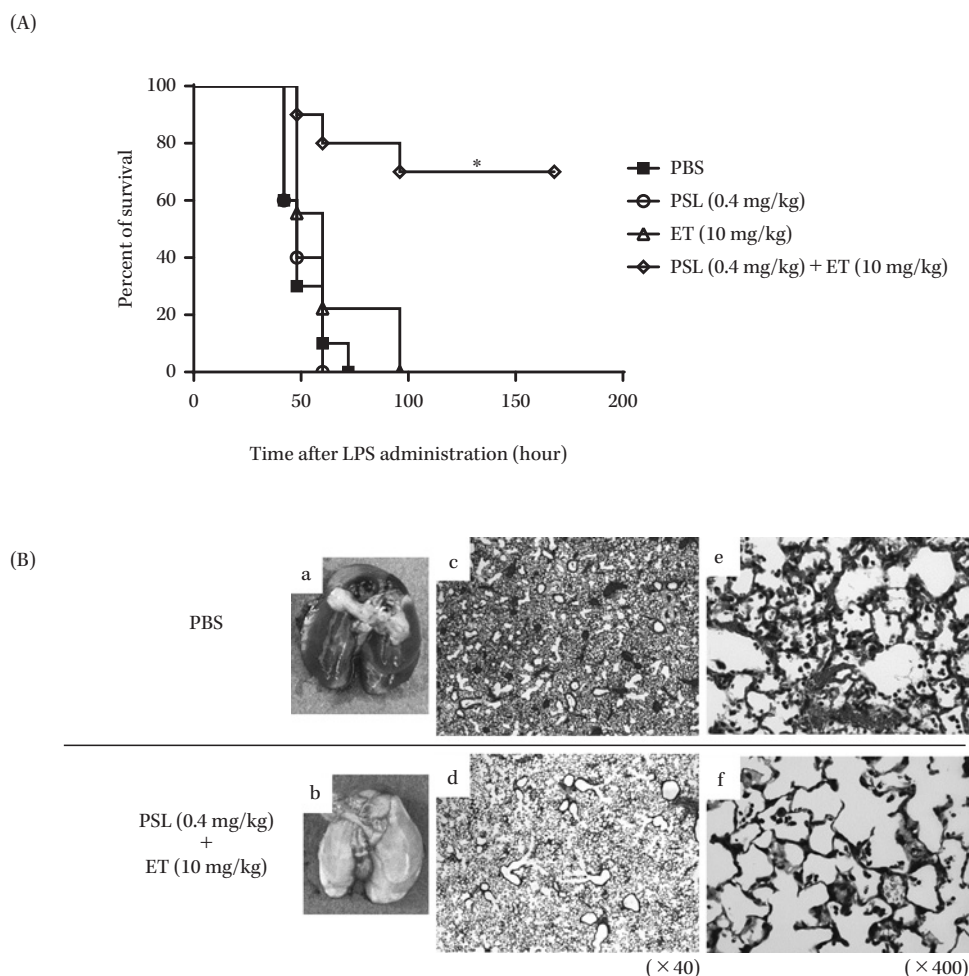 (A)
100
80
60
40
20
0
Percent of survival
0
50
100
150
200
Time after LPS administration (hour)
*
PBS
PSL (0.4 mg/kg)
ET (10 mg/kg)
PSL (0.4 mg/kg) + ET (10 mg/kg)
(B)
PBS
a
c
e
PSL (0.4 mg/kg)
+
ET (10 mg/kg)
b
d
f
(×40)
(×400)